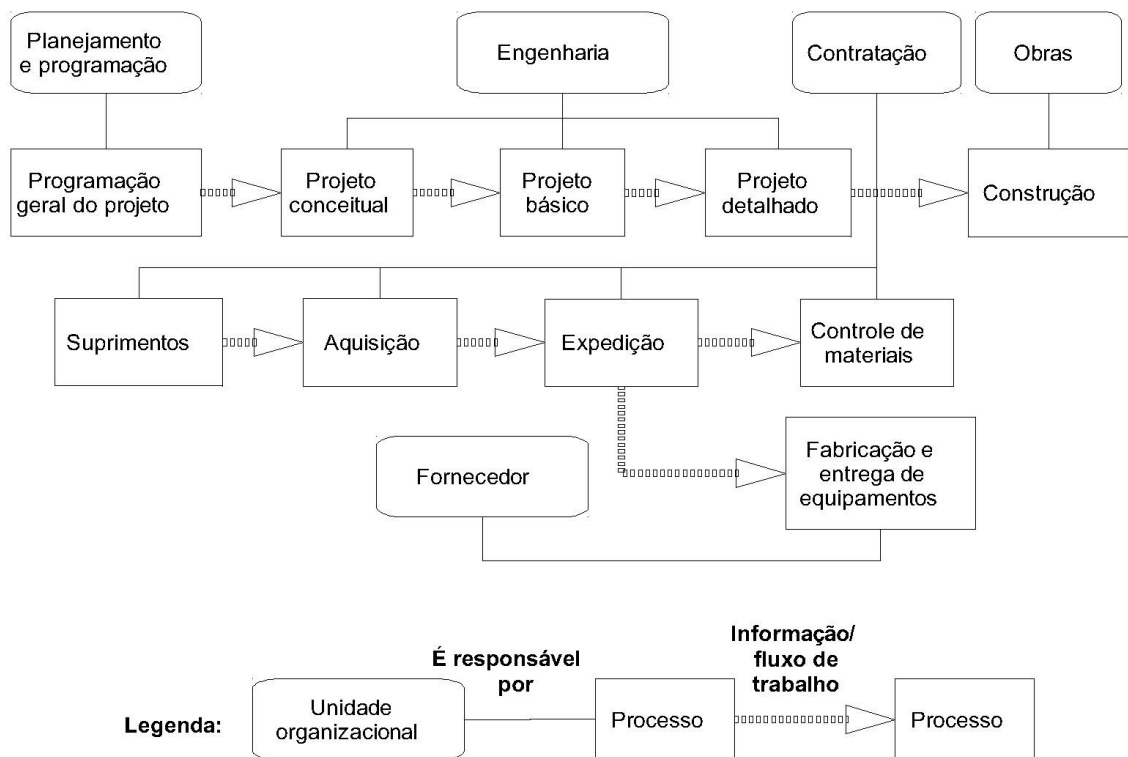 Planejamento
e programação
Engenharia
Contratação
Obras
Programação
geral do projeto
Projeto
conceitual
Projeto
básico
Projeto
detalhado
Construção
Suprimentos
Aquisição
Expedição
Controle de
materiais
Fornecedor
Fabricação e
entrega de
equipamentos
Legenda:
Unidade
organizacional
É responsável
por
Processo
Informação/
fluxo de
trabalho
Processo